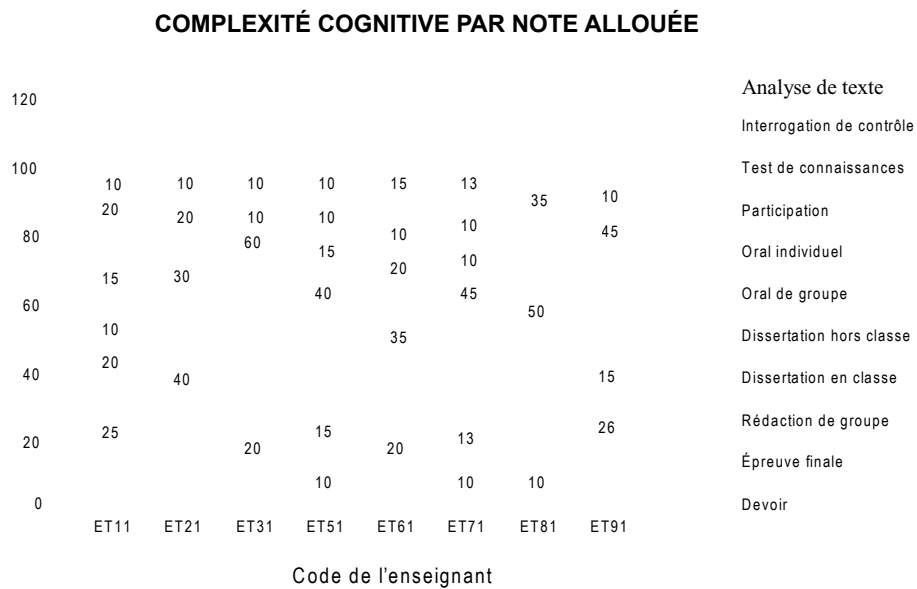 COMPLEXITÉ COGNITIVE PAR NOTE ALLOUÉE
Analyse de texte
120
Interrogation de contrôle
100 Test de connaissances
10 10 10 10 15 13
35 10
20 20 10 10 Participation
10 10 45
80 60
15 Oral individuel
20 10
15 30
40 45 Oral de groupe
60
50
10 35 Dissertation hors classe
20
40 40 15 Dissertation en classe
25 15 26 Rédaction de groupe
20 13
20 20
Épreuve finale
10 10 10
0 Devoir
ET11 ET21 ET31 ET51 ET61 ET71 ET81 ET91
Code de l'enseignant